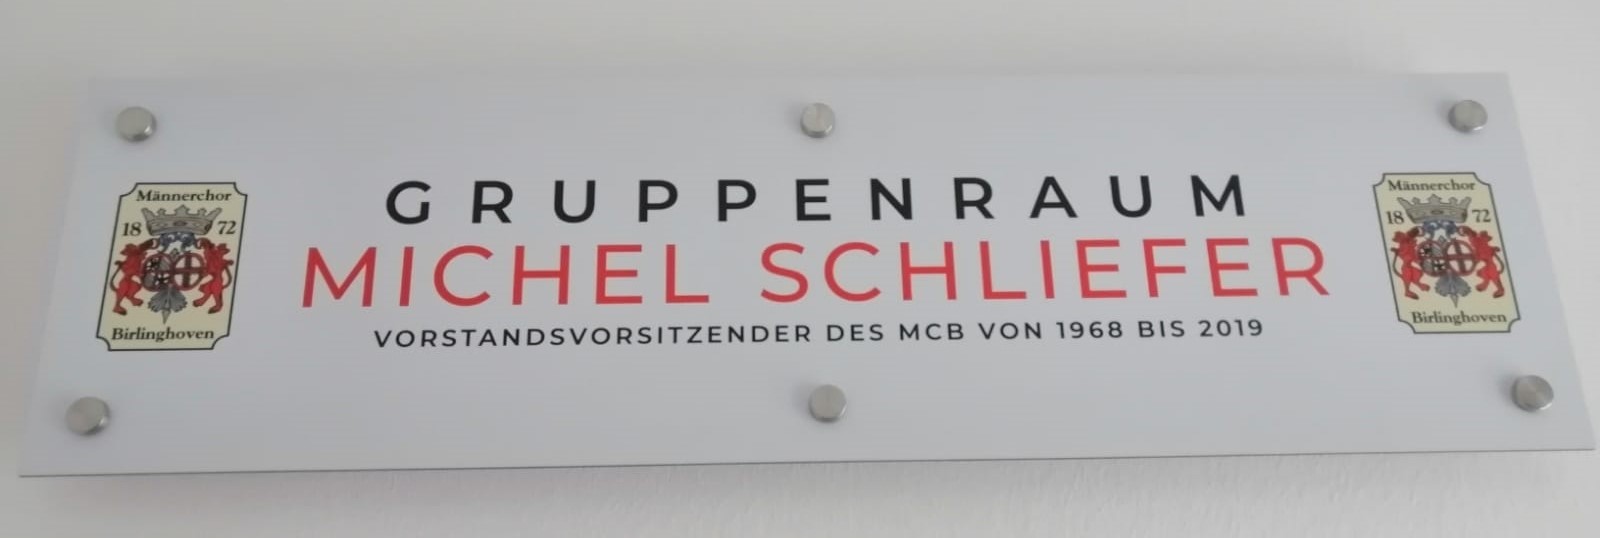 Männerchor
18 72
Birlinghoven
GRUPPENRAUM
MICHEL SCHLIEFER
VORSTANDSVORSITZENDER DES MCB VON 1968 BIS 2019
Männerchor
18 72
Birlinghoven